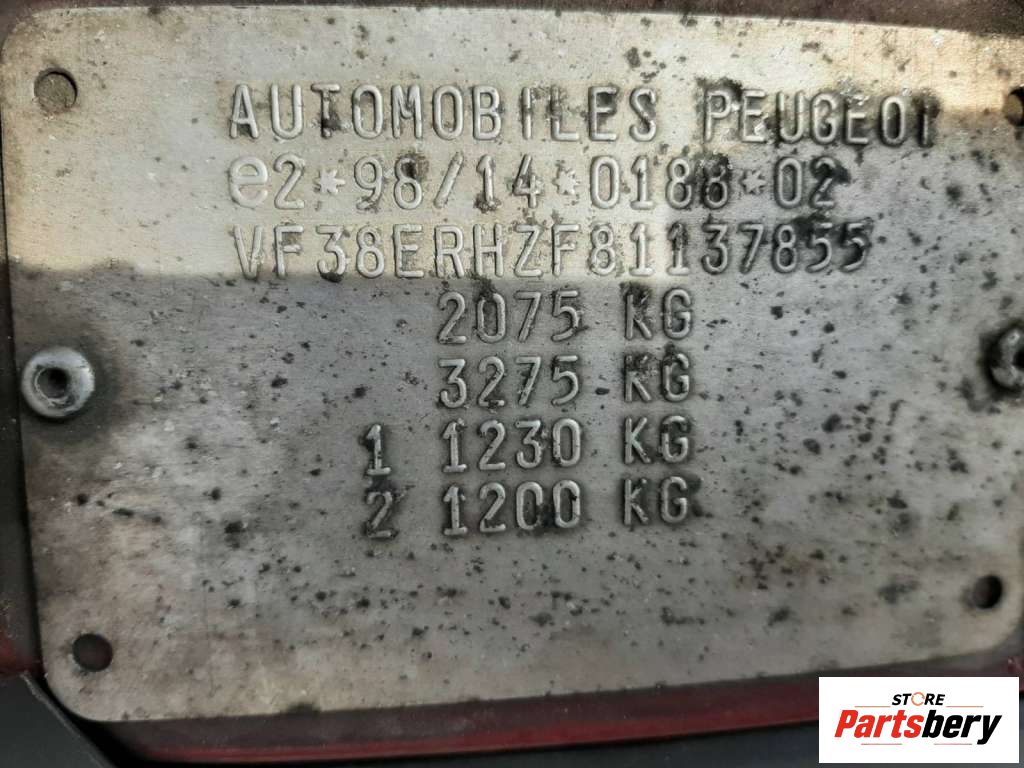 AUTOMOBILES PEUGEOT
e2*98/14*0188*02
VF38ERHZF81137855
2075 KG
3275 KG
1 1230 KG
2 1200 KG
STORE
Partsbery